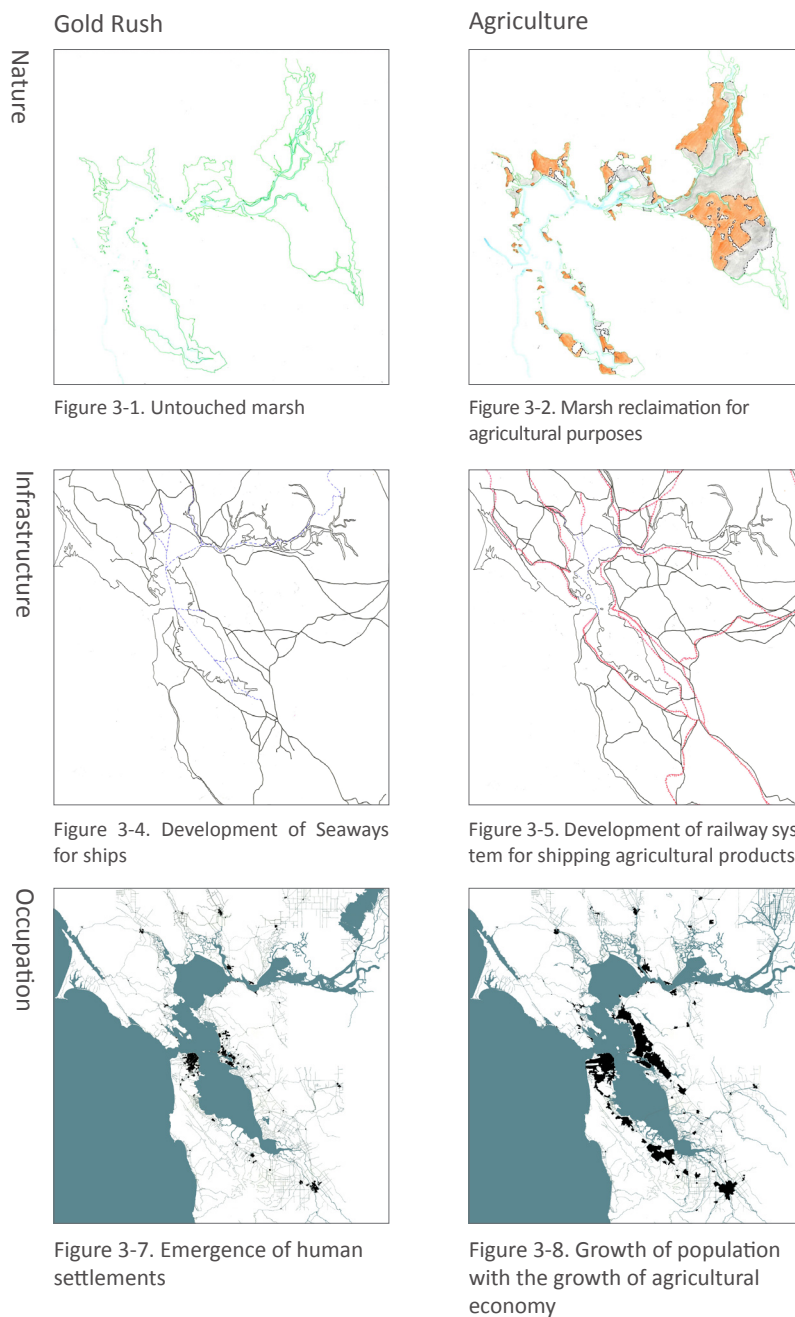 Gold Rush
Agriculture
Nature
Figure 3-1. Untouched marsh
Figure 3-2. Marsh reclaimation for
agricultural purposes
Infrastructure
Figure 3-4. Development of Seaways
for ships
Figure 3-5. Development of railway sys
tem for shipping agricultural products
Occupation
Figure 3-7. Emergence of human
settlements
Figure 3-8. Growth of population
with the growth of agricultural
economy